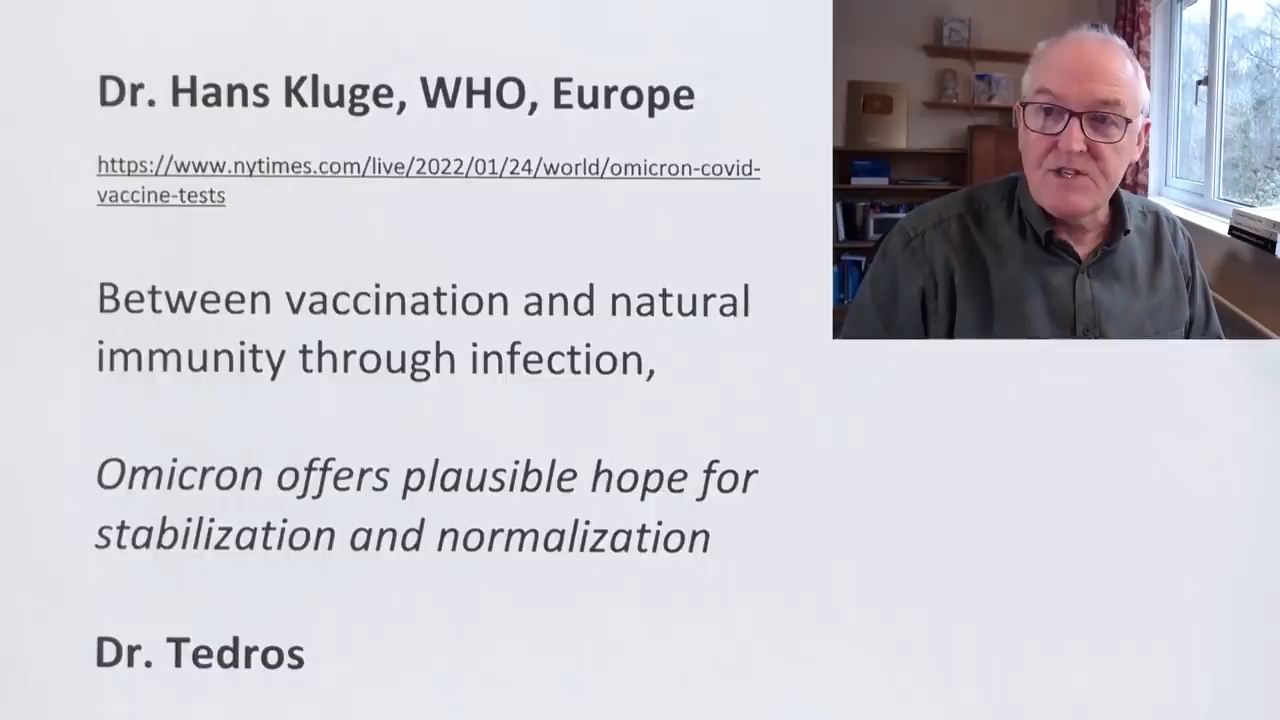 Dr. Hans Kluge, WHO, Europe
https://www.nytimes.com/live/2022/01/24/world/omicron-covid-
vaccine-tests
Between vaccination and natural
immunity through infection,
Omicron offers plausible hope for
stabilization and normalization
Dr. Tedros